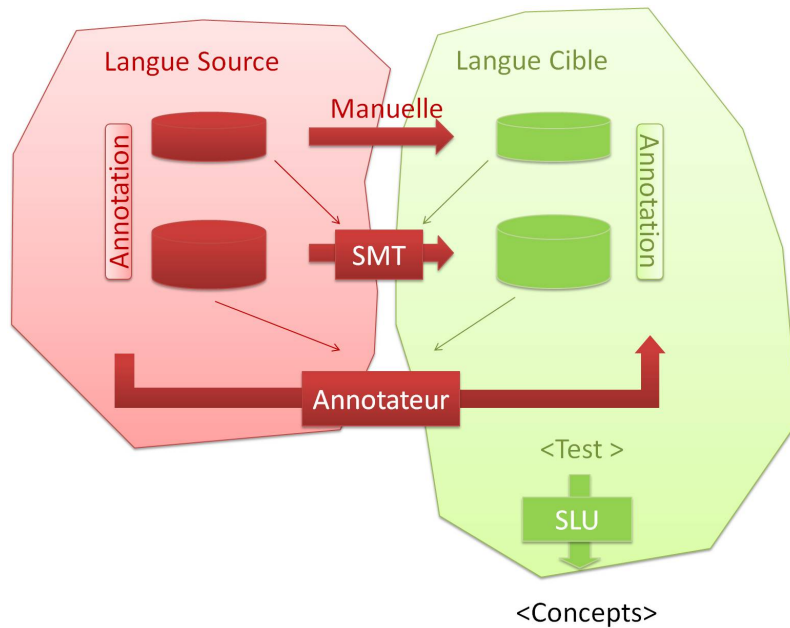 Langue Source
Langue Cible
Manuelle
Annotation
Annotation
SMT
Annotateur
<Test >
SLU
<Concepts>